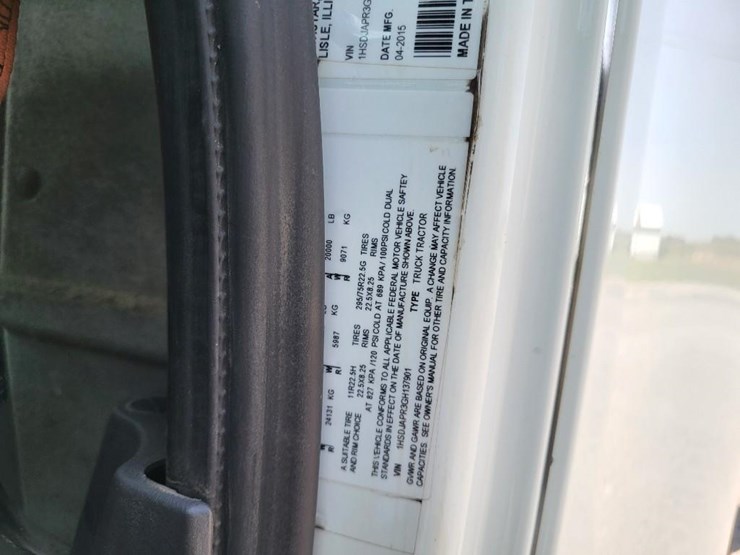 LISLE, ILLI
VIN
1HSDJAPR3G
DATE MFG.
04-2015
MADE IN
20000 LB
24131 KG
5987 KG
9071 KG
A SUITABLE TIRE 11R22.5H TIRES 295/75R22.5G TIRES
AND RIM CHOICE 22.5X8.25 RIMS 22.5X8.25 RIMS
AT 827 KPA /120 PSI COLD AT 689 KPA/ 100PSI COLD DUAL
THIS VEHICLE CONFORMS TO ALL APPLICABLE FEDERAL MOTOR VEHICLE SAFTEY
STANDARDS IN EFFECT ON THE DATE OF MANUFACTURE SHOWN ABOVE.
VIN 1HSDJAPR3GH137901 TYPE TRUCK TRACTOR
GVWR AND GAWR ARE BASED ON ORIGINAL EQUIP. A CHANGE MAY AFFECT VEHICLE
CAPACITIES. SEE OWNER'S MANUAL FOR OTHER TIRE AND CAPACITY INFORMATION.